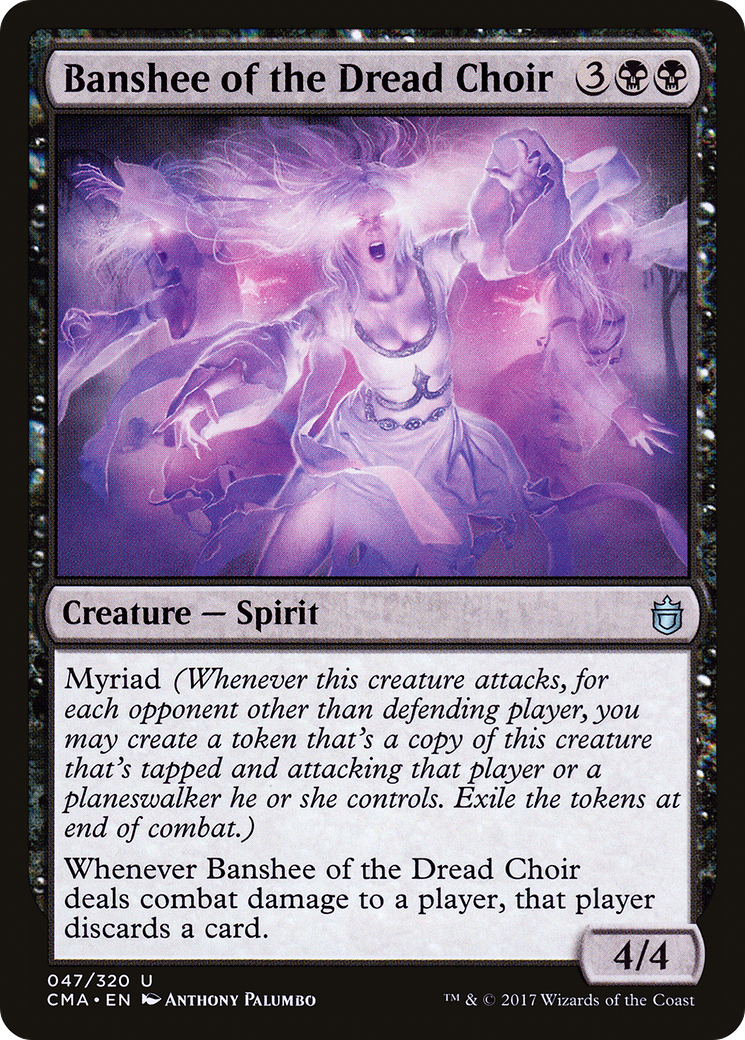 Banshee of the Dread Choir 3
Creature — Spirit
Myriad (Whenever this creature attacks, for
each opponent other than defending player, you
may create a token that's a copy of this creature
that's tapped and attacking that player or a
planeswalker he or she controls. Exile the tokens at
end of combat.)
Whenever Banshee of the Dread Choir
deals combat damage to a player, that player
discards a card.
4/4
047/320 U
CMA • EN Anthony Palumbo
™ & © 2017 Wizards of the Coast